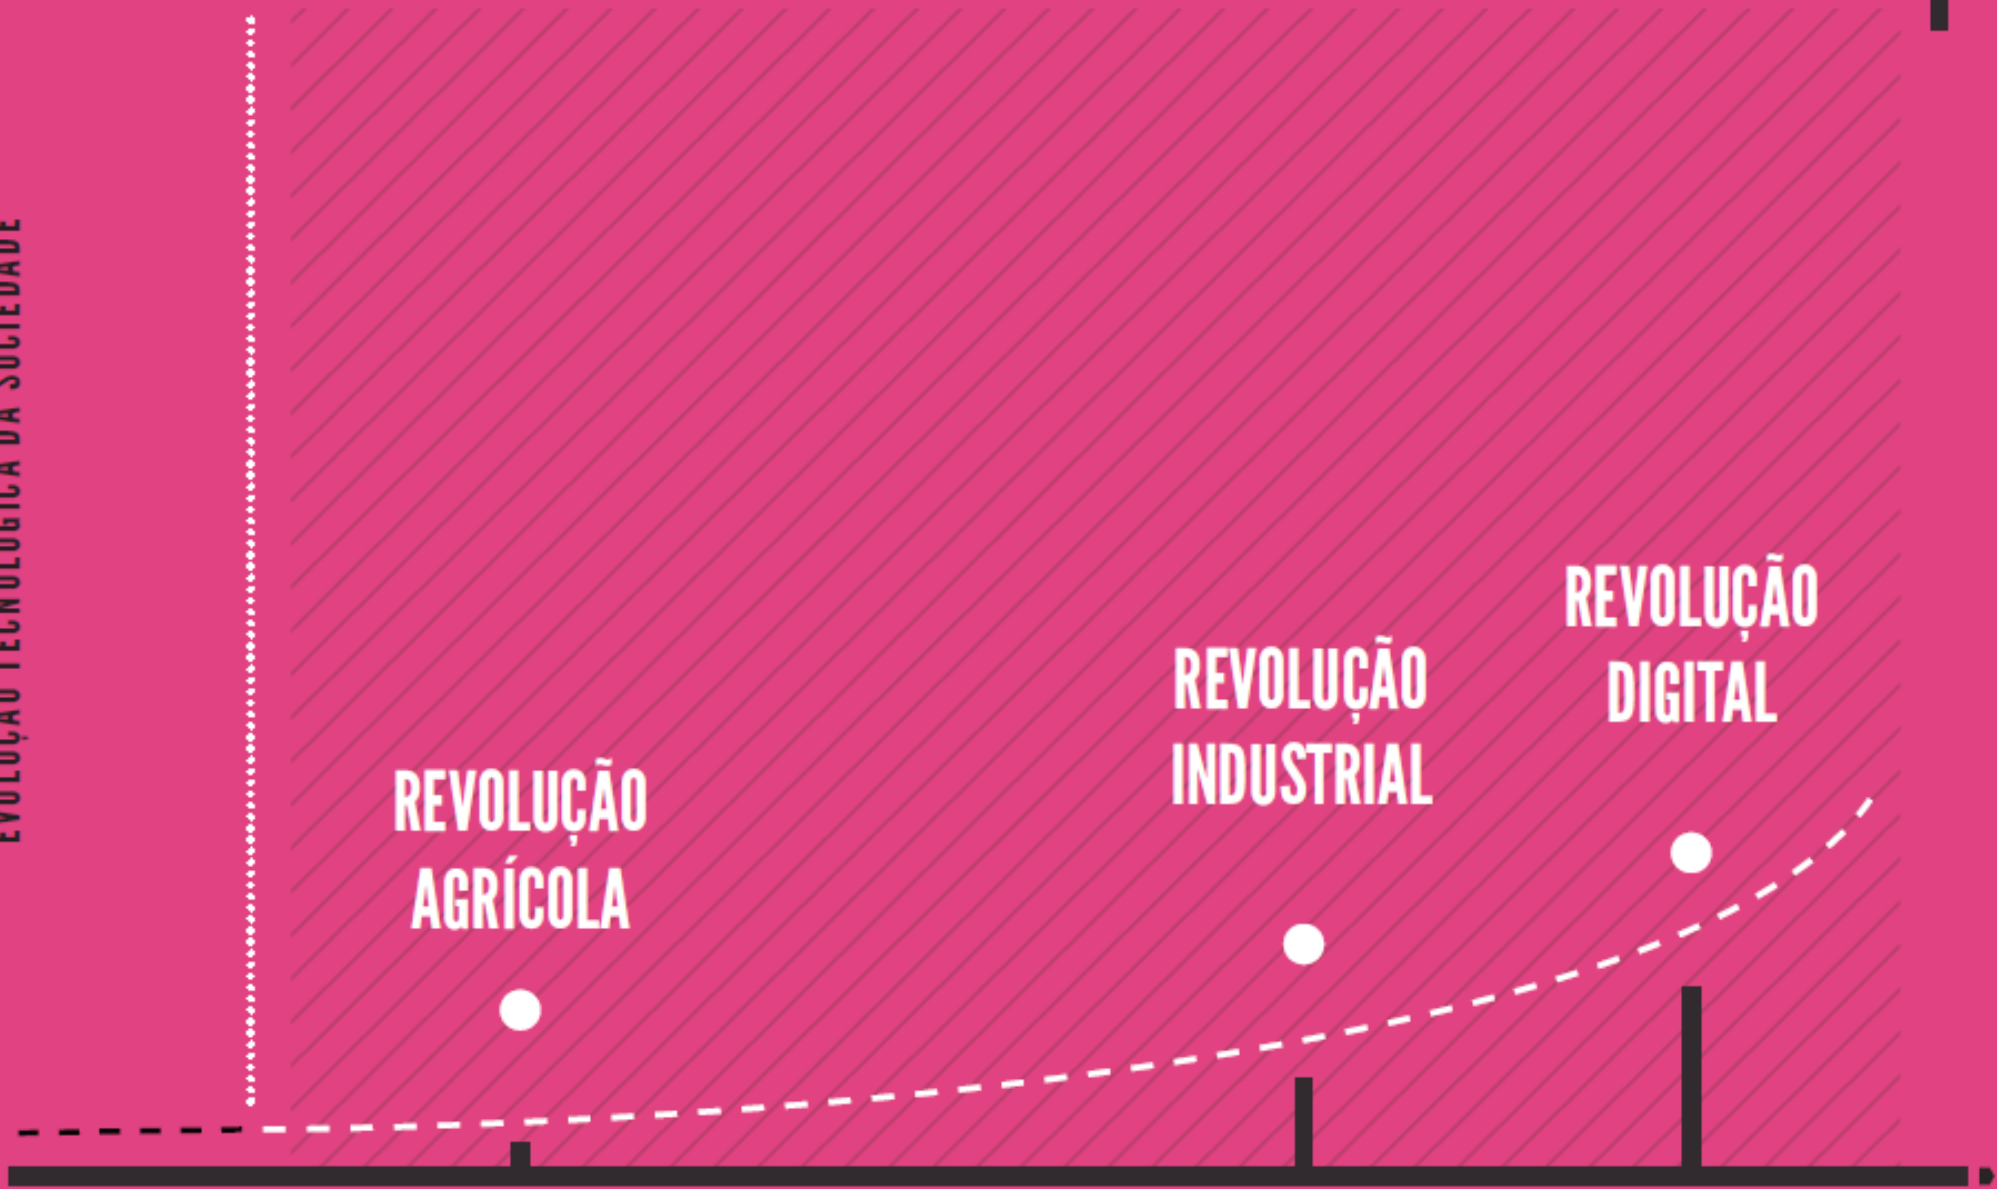 EVOLUÇÃO TECNOLÓGICA DA SOCIEDADE
REVOLUÇÃO
AGRÍCOLA
REVOLUÇÃO
INDUSTRIAL
REVOLUÇÃO
DIGITAL